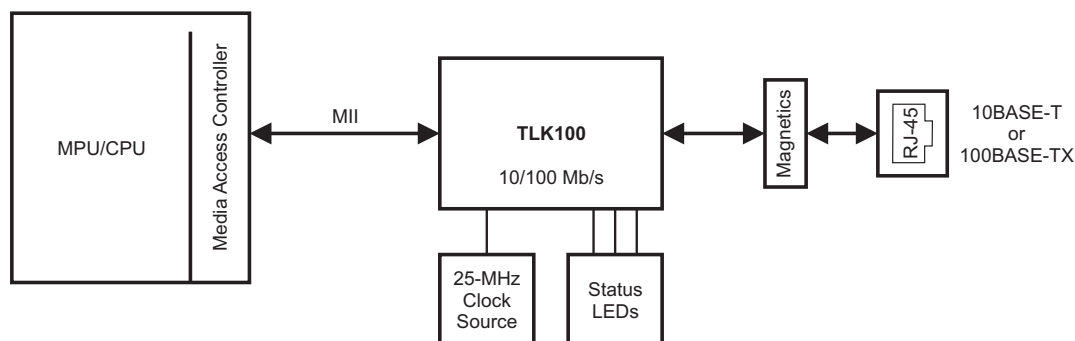 MPU/CPU
Media Access Controller
MII
TLK100
10/100 Mb/s
Magnetics
RJ-45
10BASE-T
or
100BASE-TX
25-MHz
Clock
Source
Status
LEDs